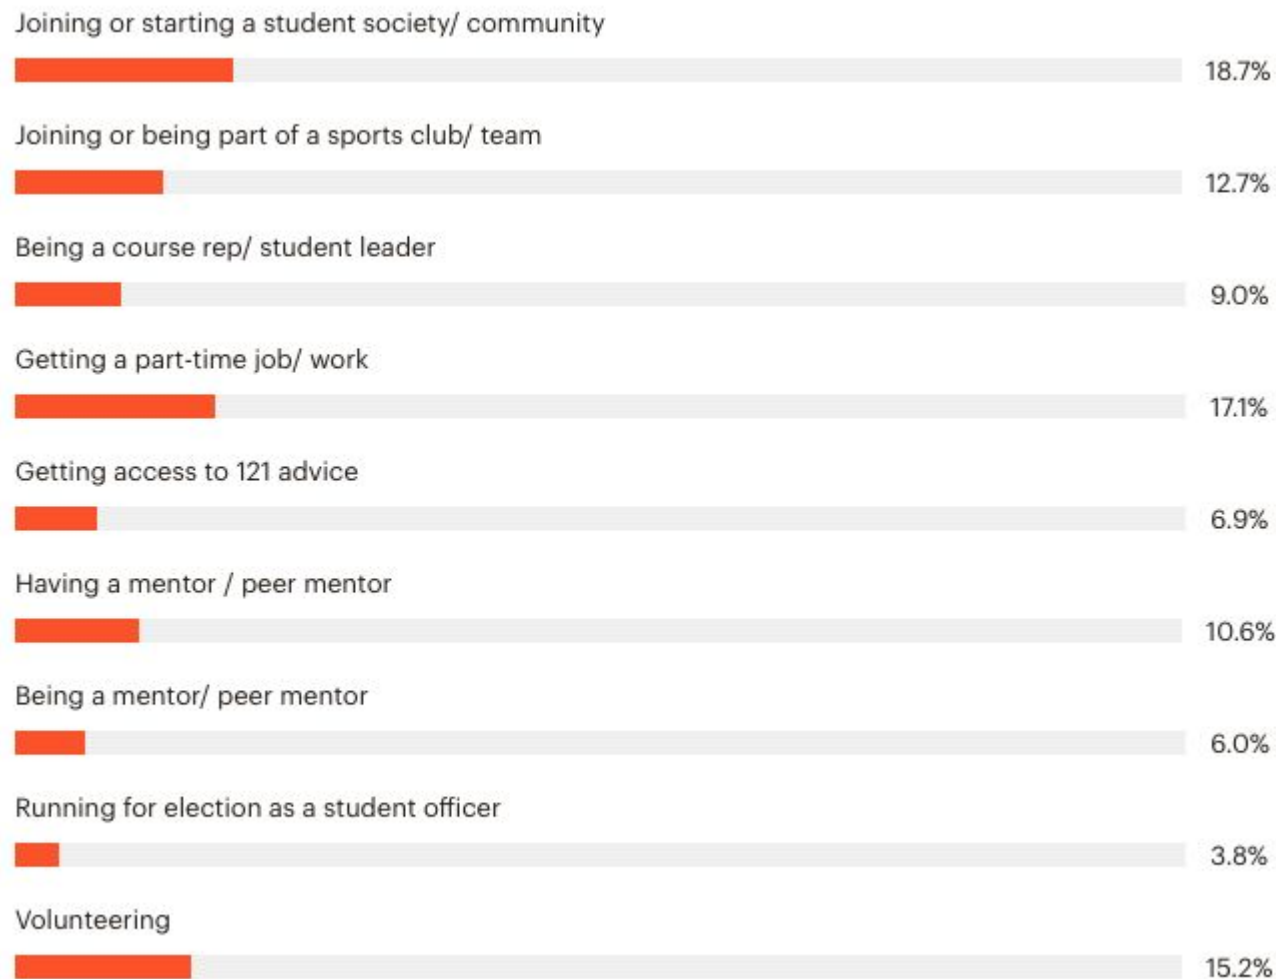 Joining or starting a student society/ community
18.7%
Joining or being part of a sports club/ team
12.7%
Being a course rep/ student leader
9.0%
Getting a part-time job/ work
17.1%
Getting access to 121 advice
6.9%
Having a mentor / peer mentor
10.6%
Being a mentor/ peer mentor
6.0%
Running for election as a student officer
3.8%
Volunteering
15.2%